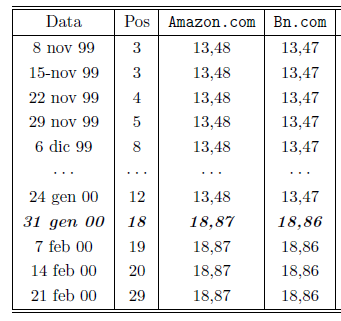 Data Pos Amazon.com Bn.com
8 nov 99 3 13,48 13,47
15-nov 99 3 13,48 13,47
22 nov 99 4 13,48 13,47
29 nov 99 5 13,48 13,47
6 dic 99 8 13,48 13,47
... ... ... ...
24 gen 00 12 13,48 13,47
31 gen 00 18 18,87 18,86
7 feb 00 19 18,87 18,86
14 feb 00 20 18,87 18,86
21 feb 00 29 18,87 18,86